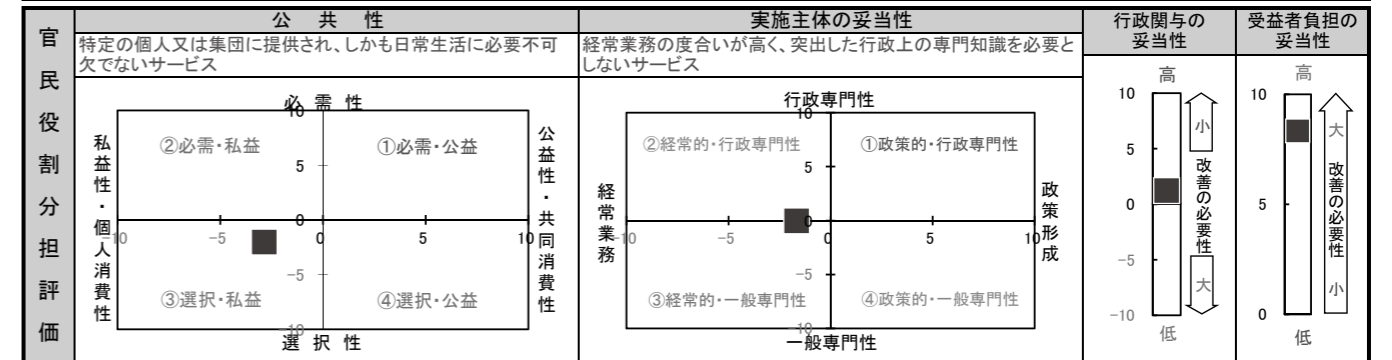 官民役割分担評価
公共性
特定の個人又は集団に提供され、しかも日常生活に必要不可
欠でないサービス
必需性
私益性・個人消費性
公益性・共同消費性
②必需・私益
①必需・公益
③選択・私益
④選択・公益
10
5
0
-5
-10
-10
-5
0
5
10
選択性
実施主体の妥当性
経常業務の度合いが高く、突出した行政上の専門知識を必要と
しないサービス
行政専門性
経常業務
政策形成
②経常的・行政専門性
①政策的・行政専門性
③経常的・一般専門性
④政策的・一般専門性
10
5
0
-5
-10
-10
-5
0
5
10
一般専門性
行政関与の
妥当性
高
10
5
0
-5
-10
低
小
改善の必要性
大
受益者負担の
妥当性
高
10
5
0
低
大
改善の必要性
小